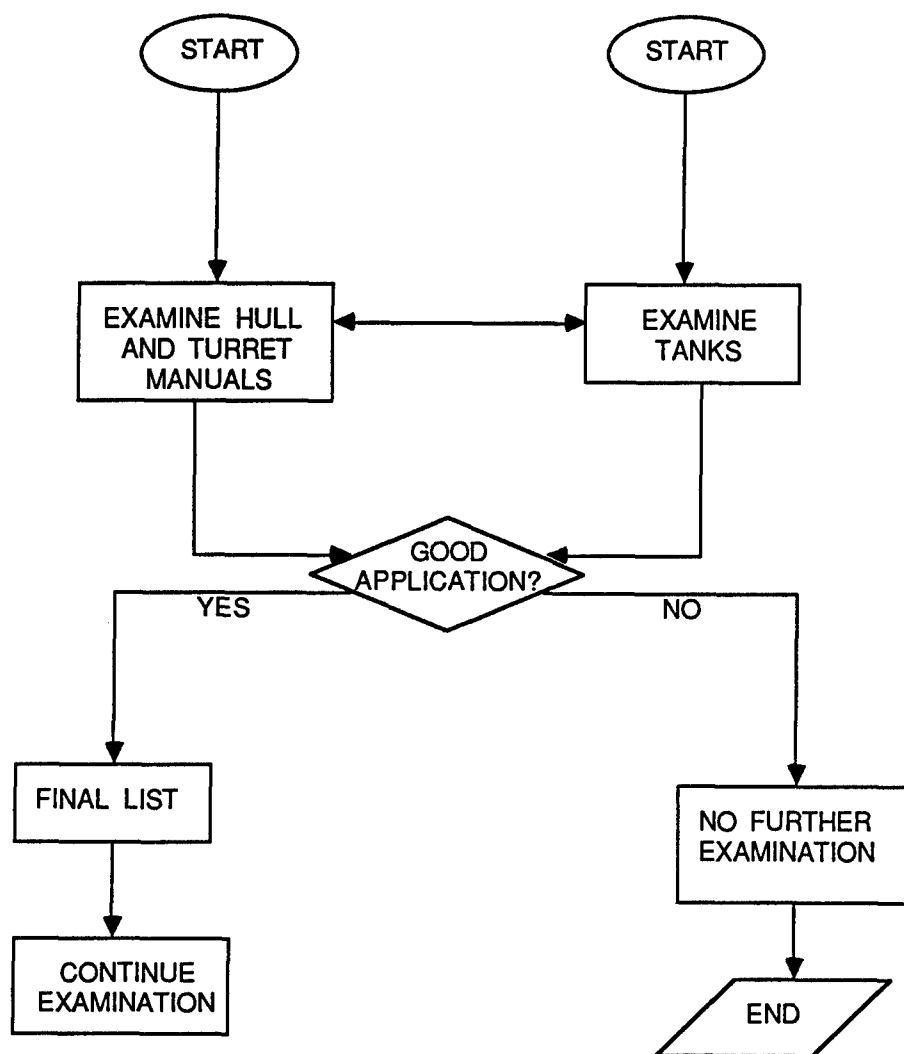 START
START
EXAMINE HULL
AND TURRET
MANUALS
EXAMINE
TANKS
GOOD
APPLICATION?
YES
NO
FINAL LIST
NO FURTHER
EXAMINATION
CONTINUE
EXAMINATION
END